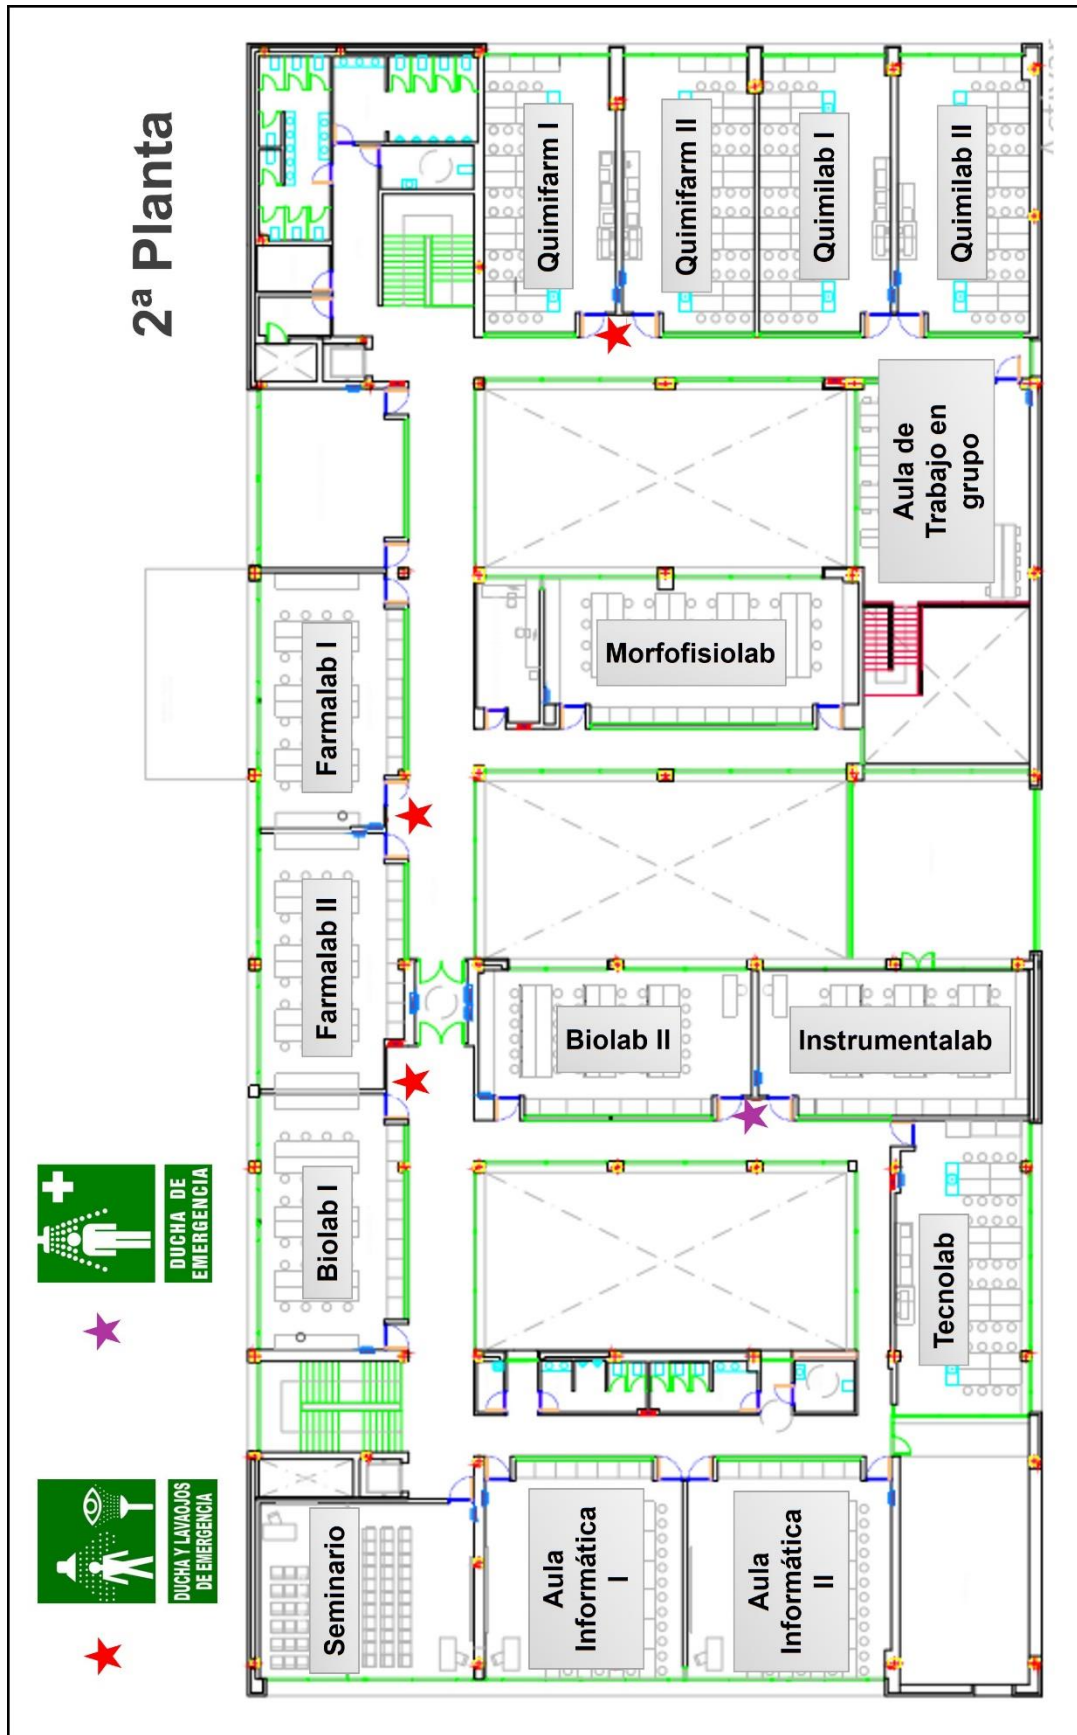 2ª Planta
Quimifarm I
Quimifarm II
Quimilab I
Quimilab II
Aula de
Trabajo en
grupo
Morfofisiolab
Farmalab I
Farmalab II
Biolab II
Instrumentalab
Biolab I
Tecnolab
Seminario
Aula
Informática
I
Aula
Informática
II
DUCHA DE
EMERGENCIA
DUCHA Y LAVAOJOS
DE EMERGENCIA